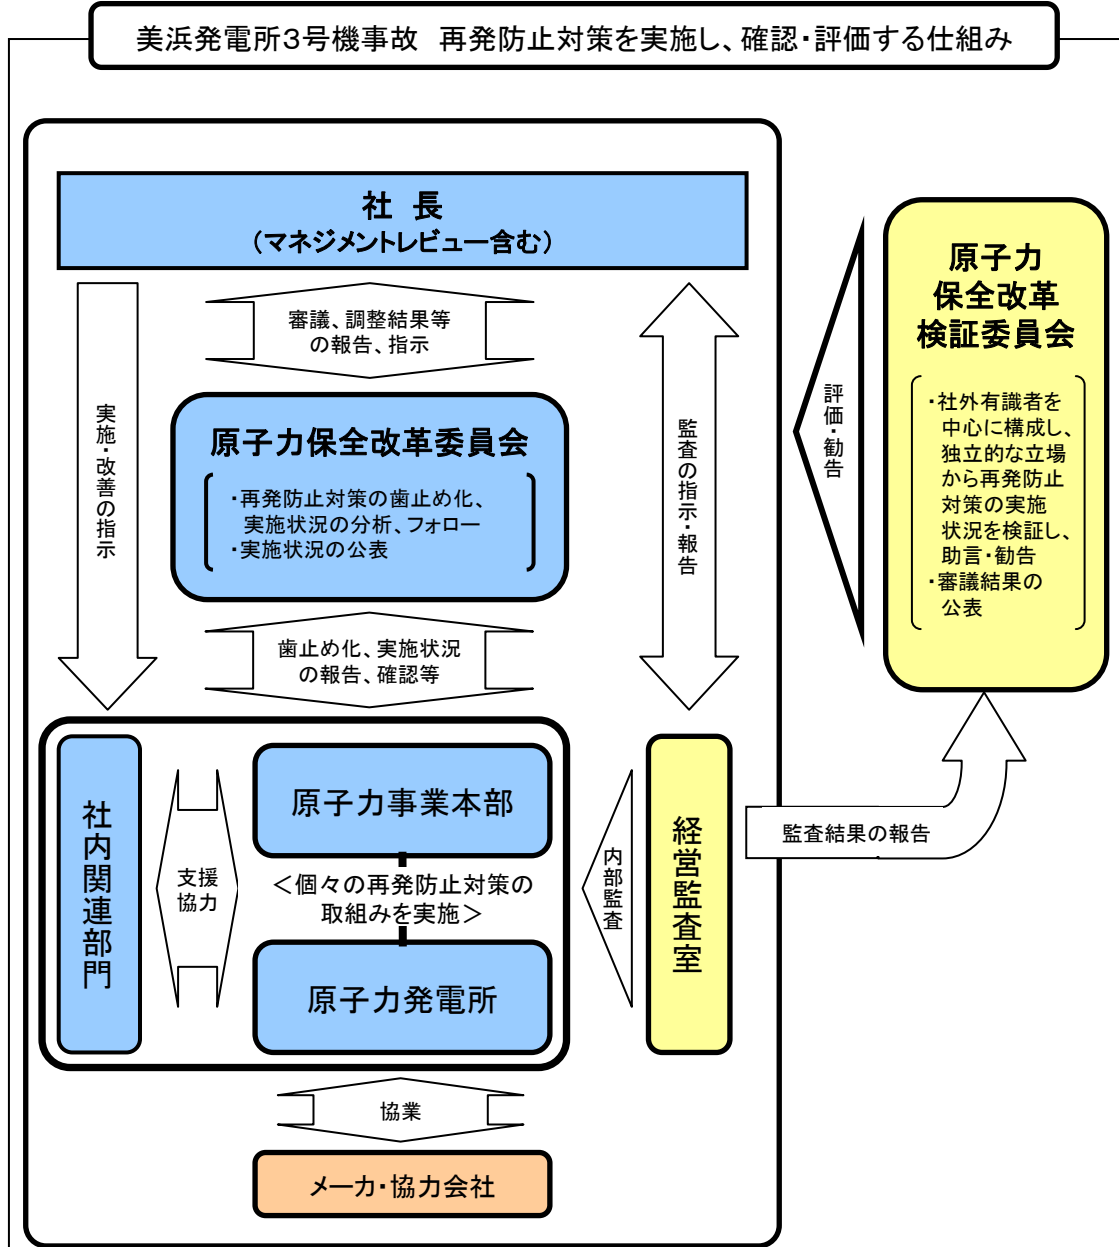 美浜発電所３号機事故　再発防止対策を実施し、確認・評価する仕組み
社　長
（マネジメントレビュー含む）
実施・改善の指示
審議、調整結果等
の報告、指示
監査の指示・報告
原子力保全改革委員会
・再発防止対策の歯止め化、
実施状況の分析、フォロー
・実施状況の公表
評価・勧告
原子力
保全改革
検証委員会
・社外有識者を
中心に構成し、
独立的な立場
から再発防止
対策の実施
状況を検証し、
助言・勧告
・審議結果の
公表
歯止め化、実施状況
の報告、確認等
社内関連部門
支援
協力
原子力事業本部
＜個々の再発防止対策の
取組みを実施＞
原子力発電所
内部監査
経営監査室
監査結果の報告
協業
メーカ・協力会社